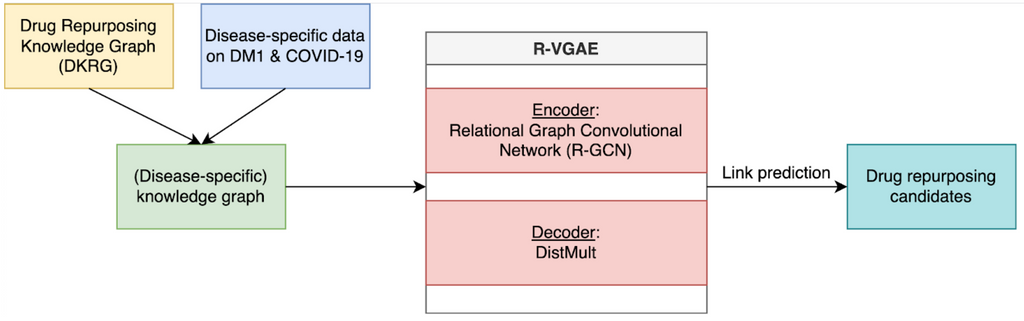 Drug Repurposing
Knowledge Graph
(DKRG)
Disease-specific data
on DM1 & COVID-19
(Disease-specific)
knowledge graph
R-VGAE
Encoder:
Relational Graph Convolutional
Network (R-GCN)
Decoder:
DistMult
Link prediction
Drug repurposing
candidates